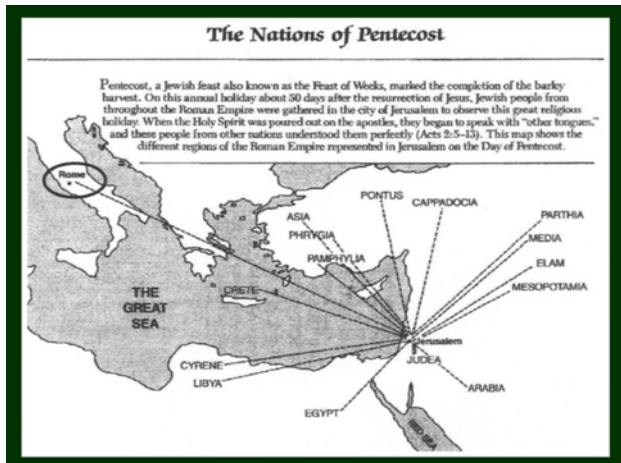 The Nations of Pentecost
Pentecost, a Jewish feast also known as the Feast of Weeks, marked the completion of the barley
harvest. On this annual holiday about 50 days after the resurrection of Jesus, Jewish people from
throughout the Roman Empire were gathered in the city of Jerusalem to observe this great religious
holiday. When the Holy Spirit was poured out on the apostles, they began to speak with “other tongues,”
and these people from other nations understood them perfectly (Acts 2:5–13). This map shows the
different regions of the Roman Empire represented in Jerusalem on the Day of Pentecost.
Rome
PONTUS
CAPPADOCIA
ASIA
PARTHIA
PHRYGIA
MEDIA
PAMPHYLIA
ELAM
CRETE
MESOPOTAMIA
THE
GREAT
SEA
Jerusalem
JUDEA
CYRENE
LIBYA
ARABIA
EGYPT
RED SEA